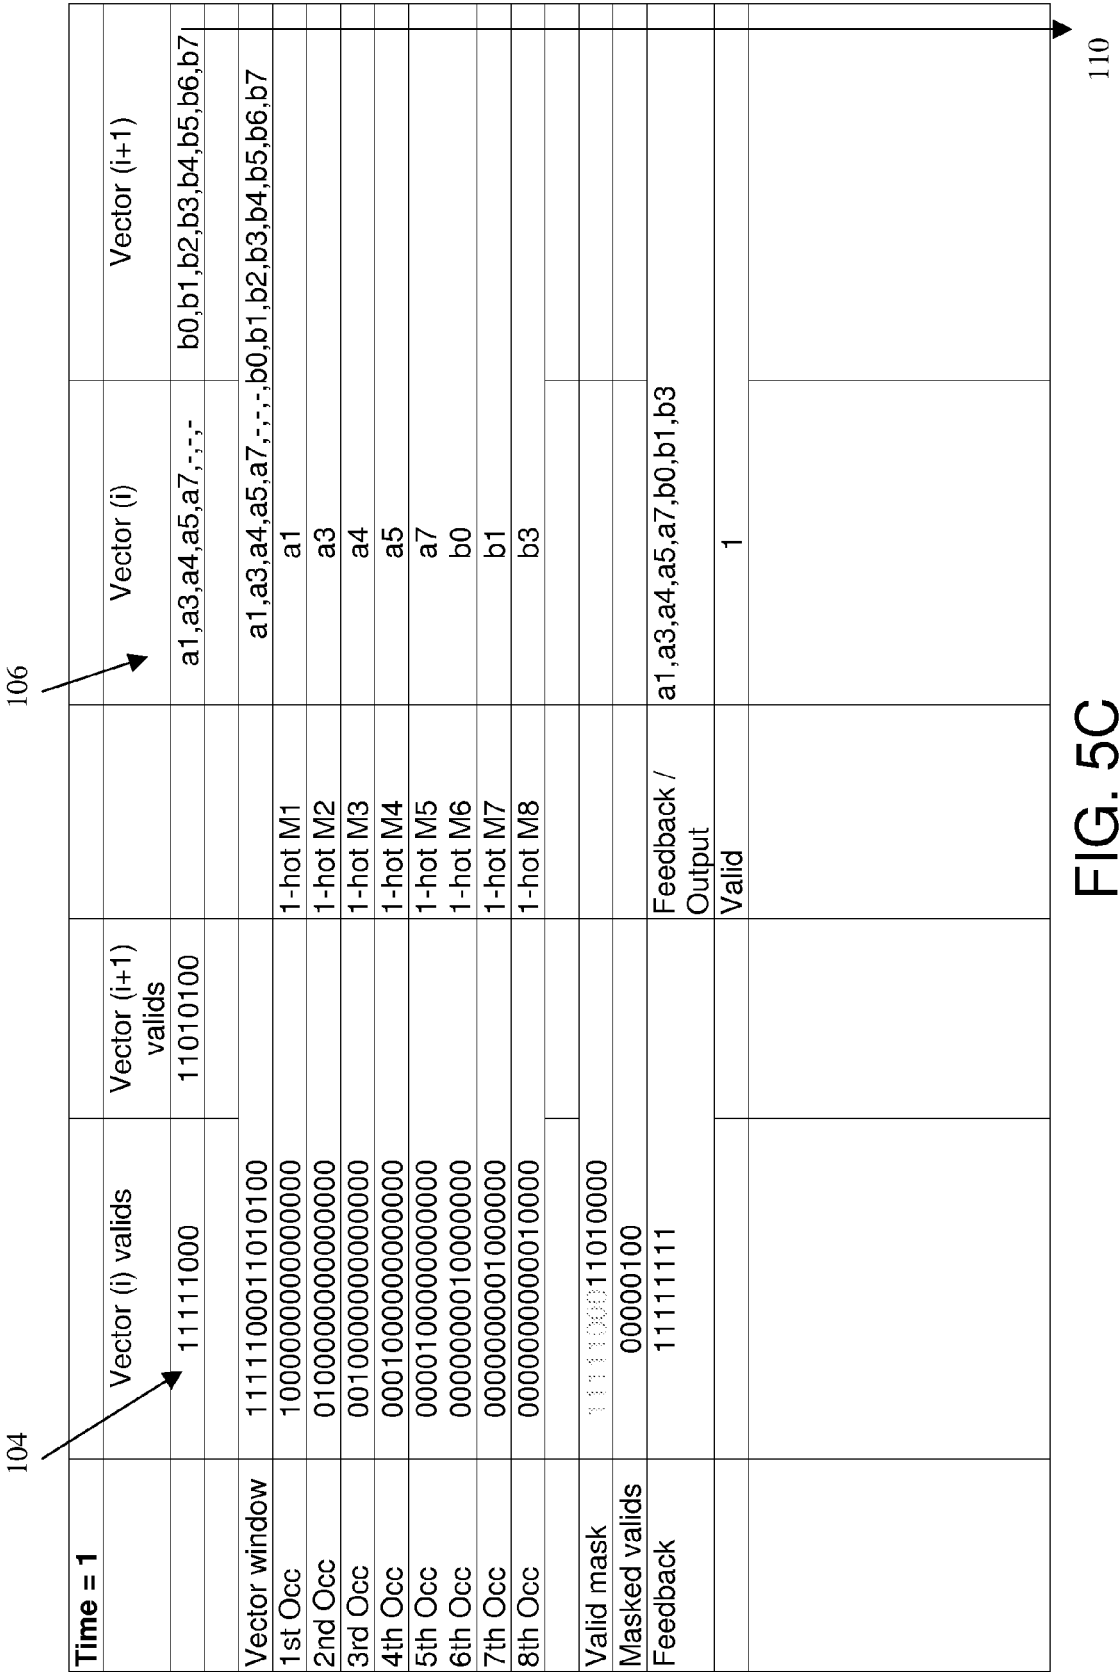 104
106
Time = 1
Vector (i) valids
Vector (i+1) valids
Vector (i)
Vector (i+1)
11111000
11010100
a1,a3,a4,a5,a7,-,-,-
b0,b1,b2,b3,b4,b5,b6,b7
Vector window 1111100011010100 a1,a3,a4,a5,a7,-,-,-,b0,b1,b2,b3,b4,b5,b6,b7
1st Occ 1000000000000000 1-hot M1 a1
2nd Occ 0100000000000000 1-hot M2 a3
3rd Occ 0010000000000000 1-hot M3 a4
4th Occ 0001000000000000 1-hot M4 a5
5th Occ 0000100000000000 1-hot M5 a7
6th Occ 0000000010000000 1-hot M6 b0
7th Occ 0000000001000000 1-hot M7 b1
8th Occ 0000000000010000 1-hot M8 b3
Valid mask 1111100011010000
Masked valids 00000100
Feedback 11111111 Feedback / a1,a3,a4,a5,a7,b0,b1,b3
Output
Valid 1
110
FIG. 5C